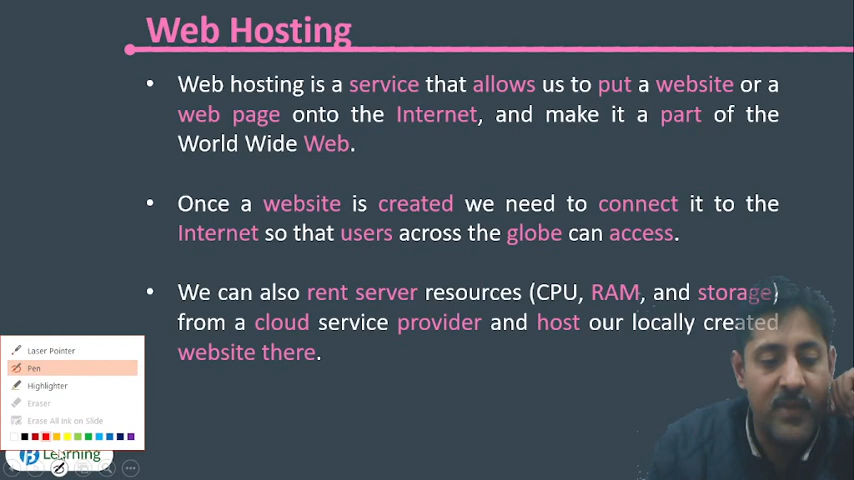 Web Hosting
• Web hosting is a service that allows us to put a website or a
web page onto the Internet, and make it a part of the
World Wide Web.
• Once a website is created we need to connect it to the
Internet so that users across the globe can access.
• We can also rent server resources (CPU, RAM, and storage)
from a cloud service provider and host our locally created
website there.
Laser Pointer
Pen
Highlighter
Eraser
Erase All Ink on Slide
Learning